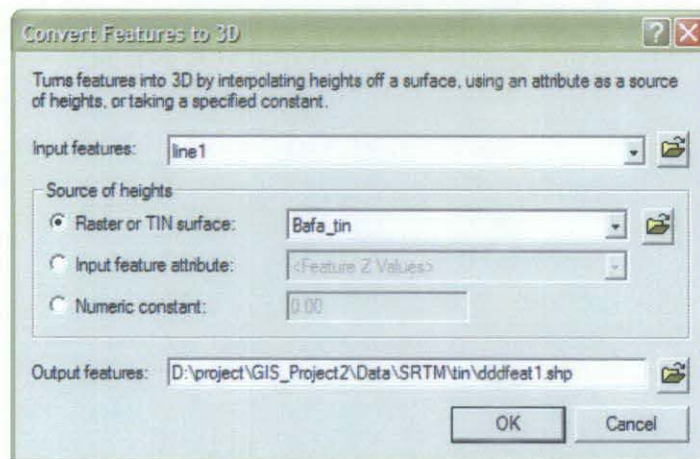 Convert Features to 3D
Turns features into 3D by interpolating heights off a surface, using an attribute as a source
of heights, or taking a specified constant.
Input features: line1
Source of heights
Raster or TIN surface: Bafa_tin
Input feature attribute: <Feature Z Values>
Numeric constant: 0.00
Output features: D:\project\GIS_Project2\Data\SRTM\tin\dddfeat1.shp
OK Cancel